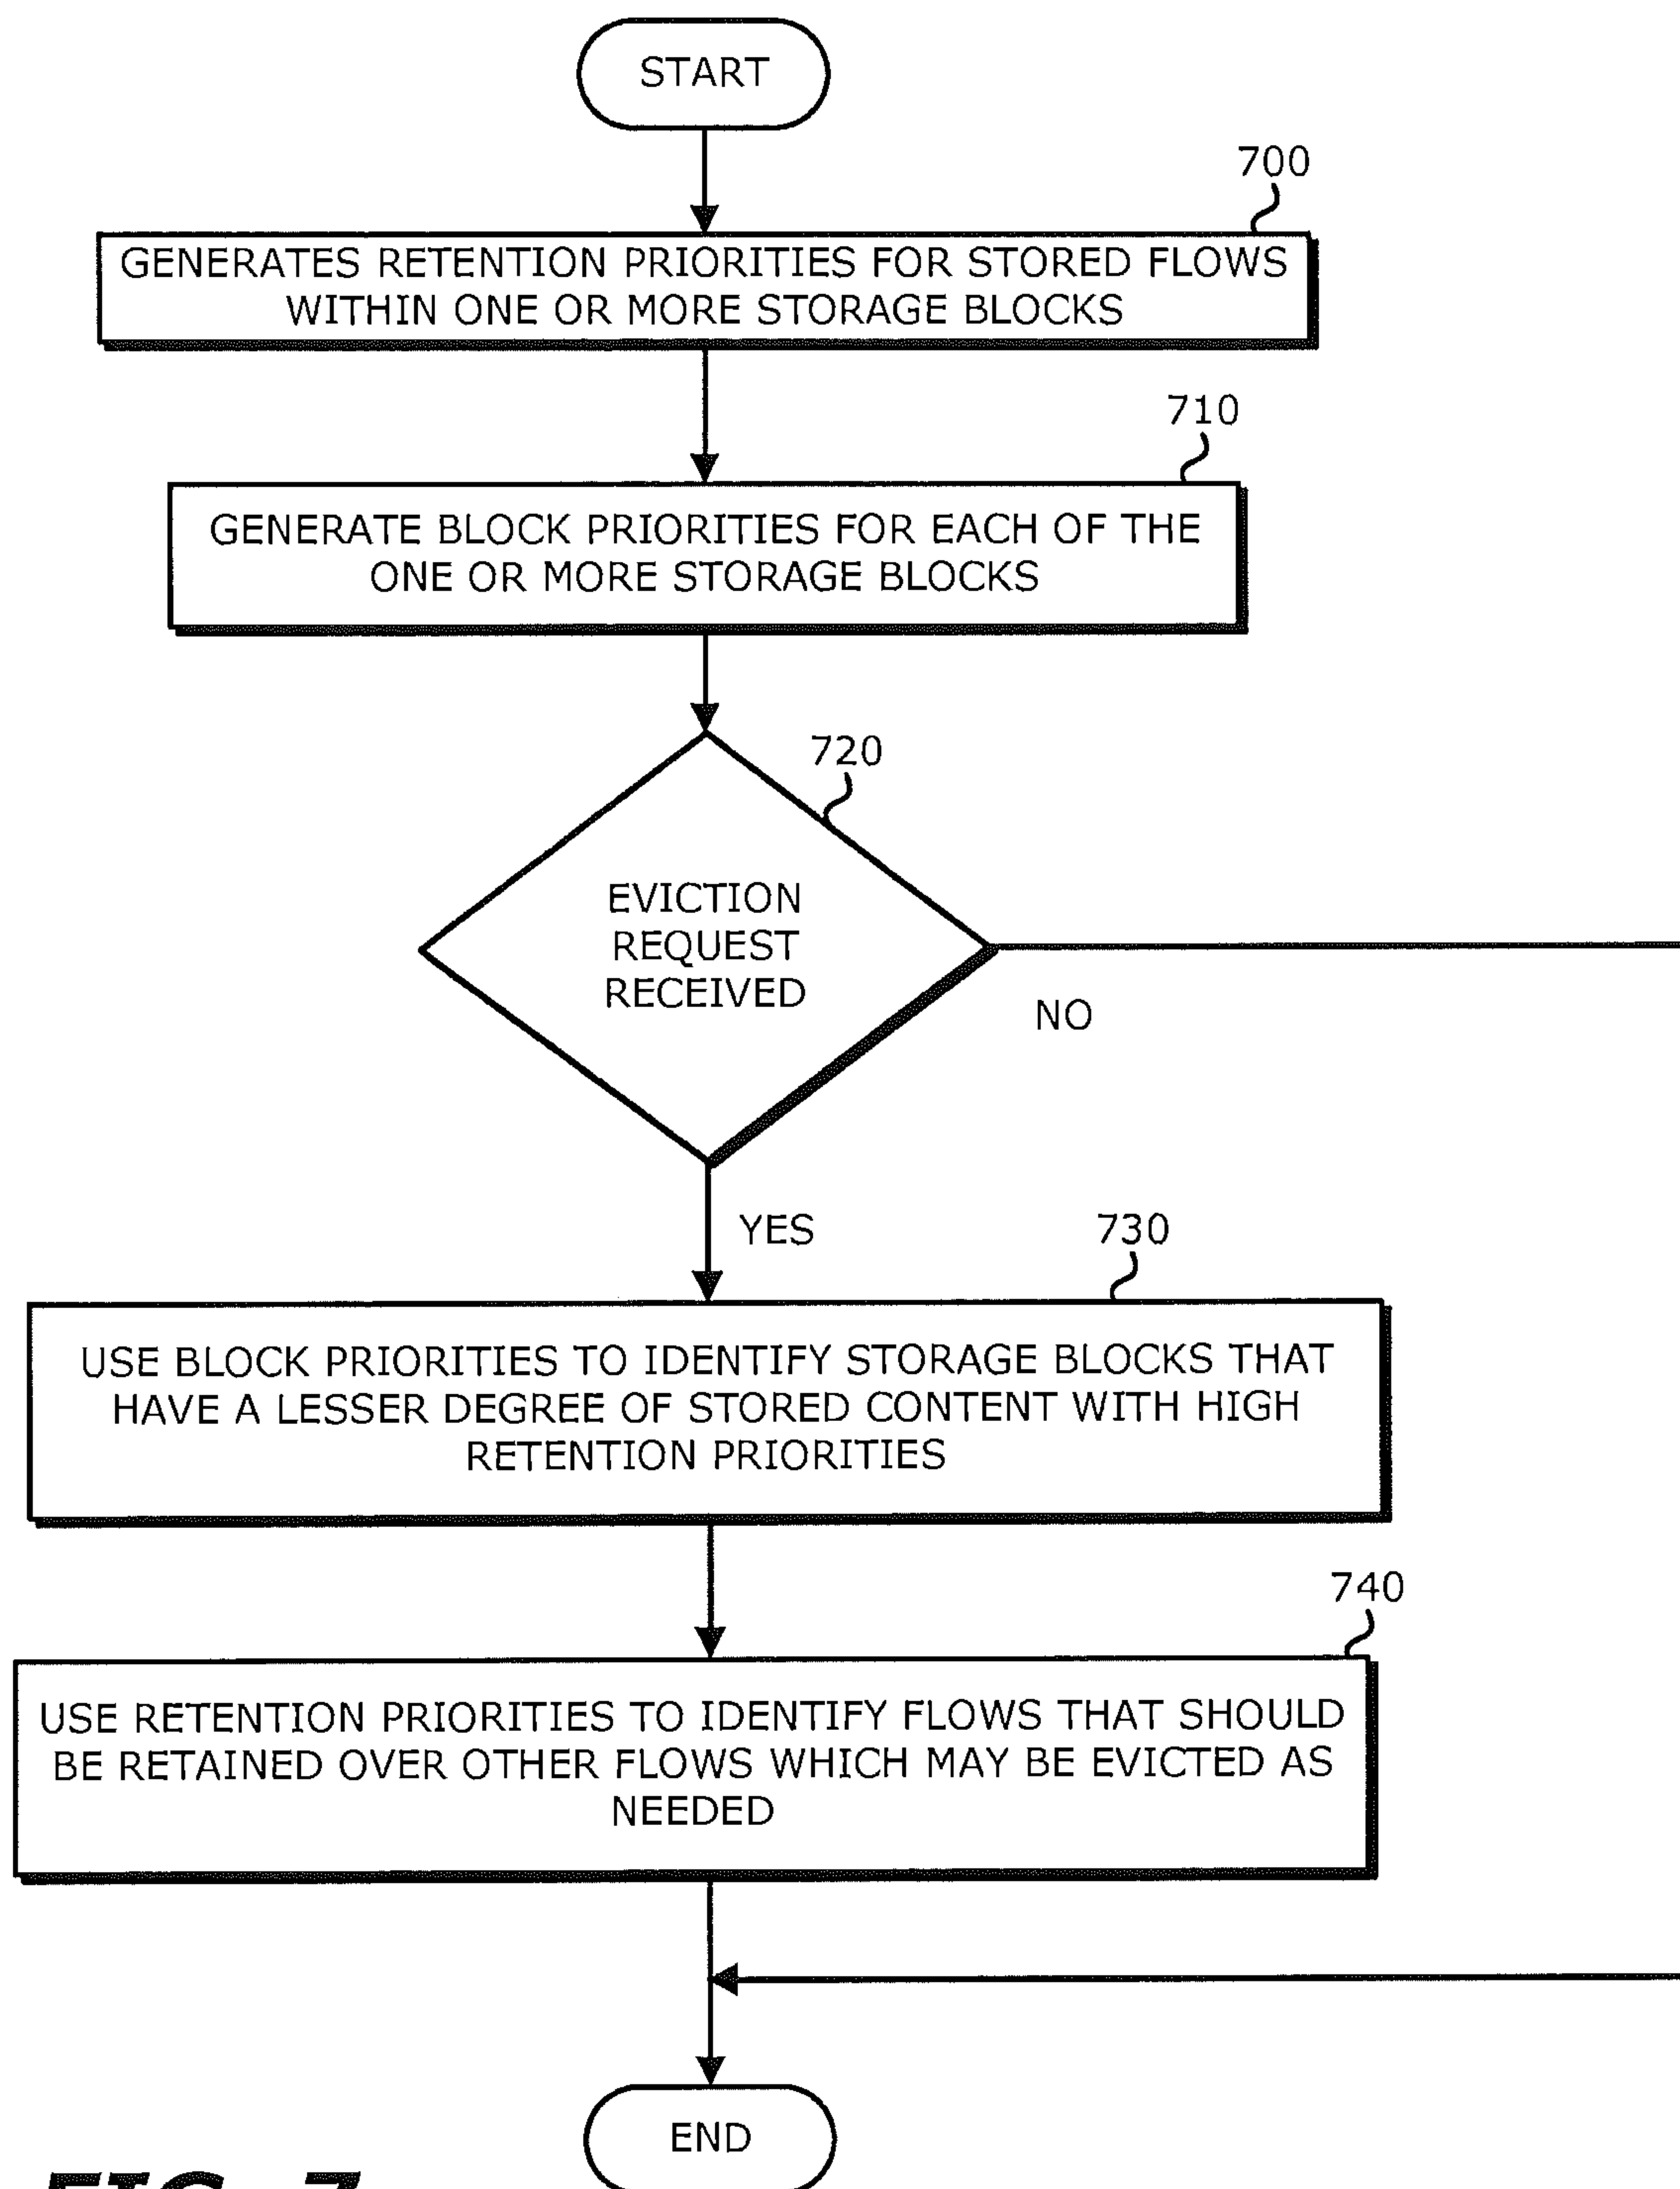 START
700
GENERATES RETENTION PRIORITIES FOR STORED FLOWS
WITHIN ONE OR MORE STORAGE BLOCKS
710
GENERATE BLOCK PRIORITIES FOR EACH OF THE
ONE OR MORE STORAGE BLOCKS
720
EVICTION
REQUEST
RECEIVED
NO
YES
730
USE BLOCK PRIORITIES TO IDENTIFY STORAGE BLOCKS THAT
HAVE A LESSER DEGREE OF STORED CONTENT WITH HIGH
RETENTION PRIORITIES
740
USE RETENTION PRIORITIES TO IDENTIFY FLOWS THAT SHOULD
BE RETAINED OVER OTHER FLOWS WHICH MAY BE EVICTED AS
NEEDED
END
FIG. 7